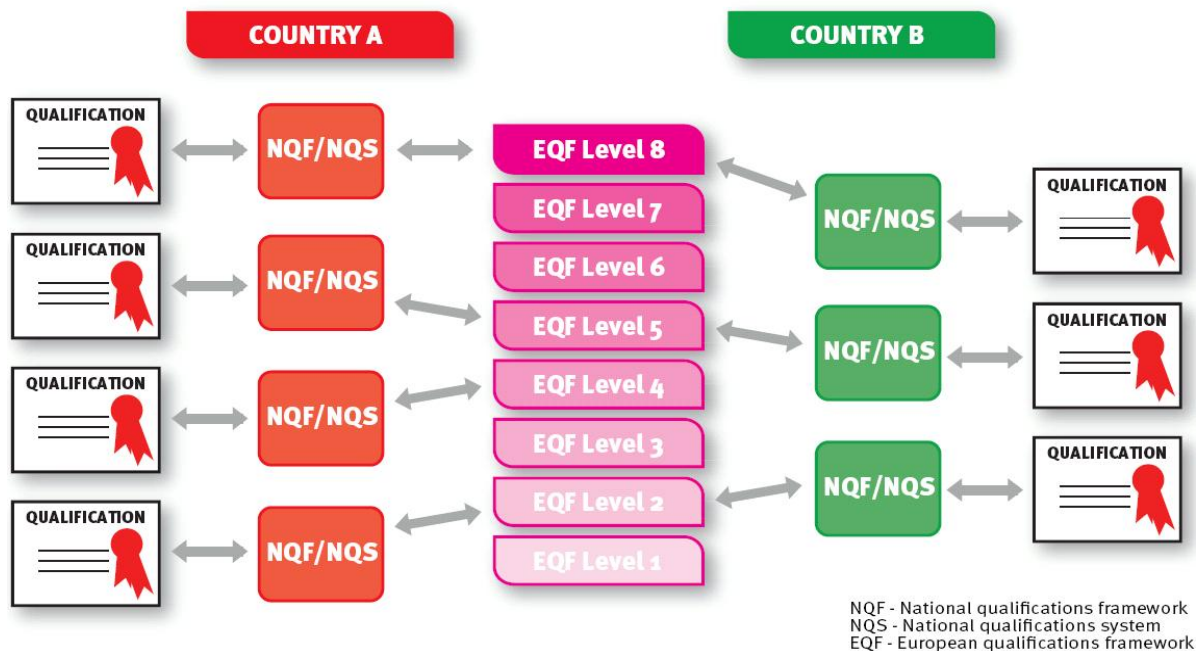 COUNTRY A
COUNTRY B
QUALIFICATION
NQF/NQS
EQF Level 8
EQF Level 7
NQF/NQS
QUALIFICATION
QUALIFICATION
NQF/NQS
EQF Level 6
EQF Level 5
NQF/NQS
QUALIFICATION
QUALIFICATION
NQF/NQS
EQF Level 4
EQF Level 3
NQF/NQS
QUALIFICATION
QUALIFICATION
NQF/NQS
EQF Level 2
EQF Level 1
NQF - National qualifications framework
NQS - National qualifications system
EQF - European qualifications framework